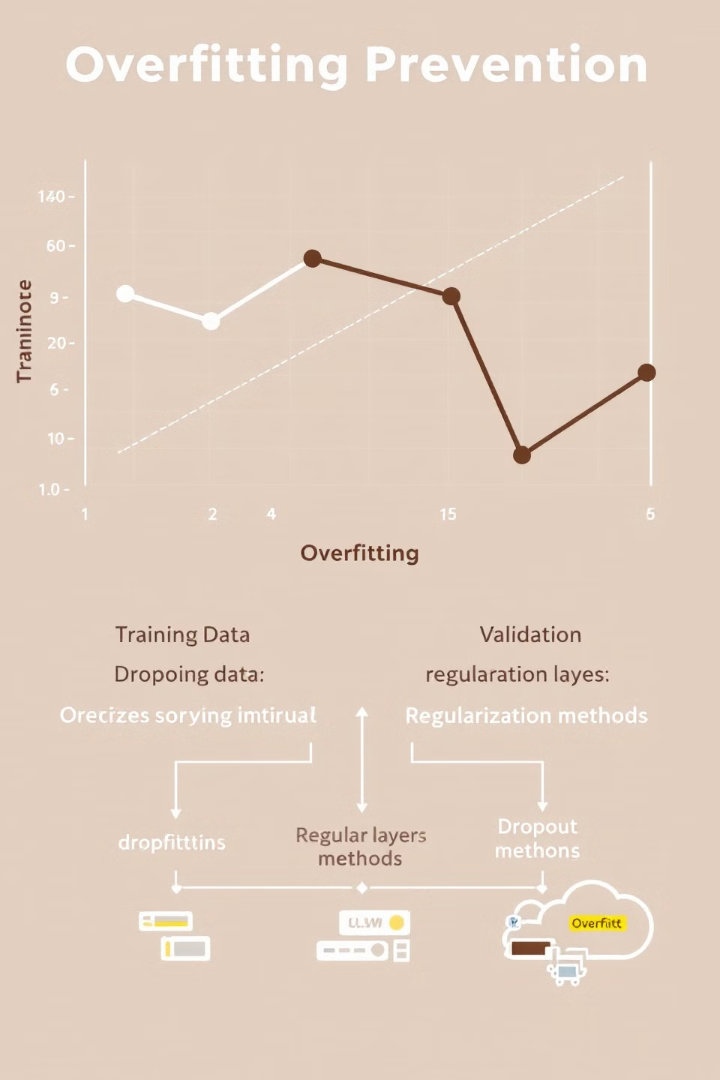 Overfitting Prevention
140
60
9
20
6
10
1.0
Traminote
1 2 4 15 5
Overfitting
Training Data
Dropoing data:
Orecizes sorying imtirual
Validation
regularation layes:
Regularization methods
dropfitttins
Regular layers
methods
Dropout
methons
Overfitt